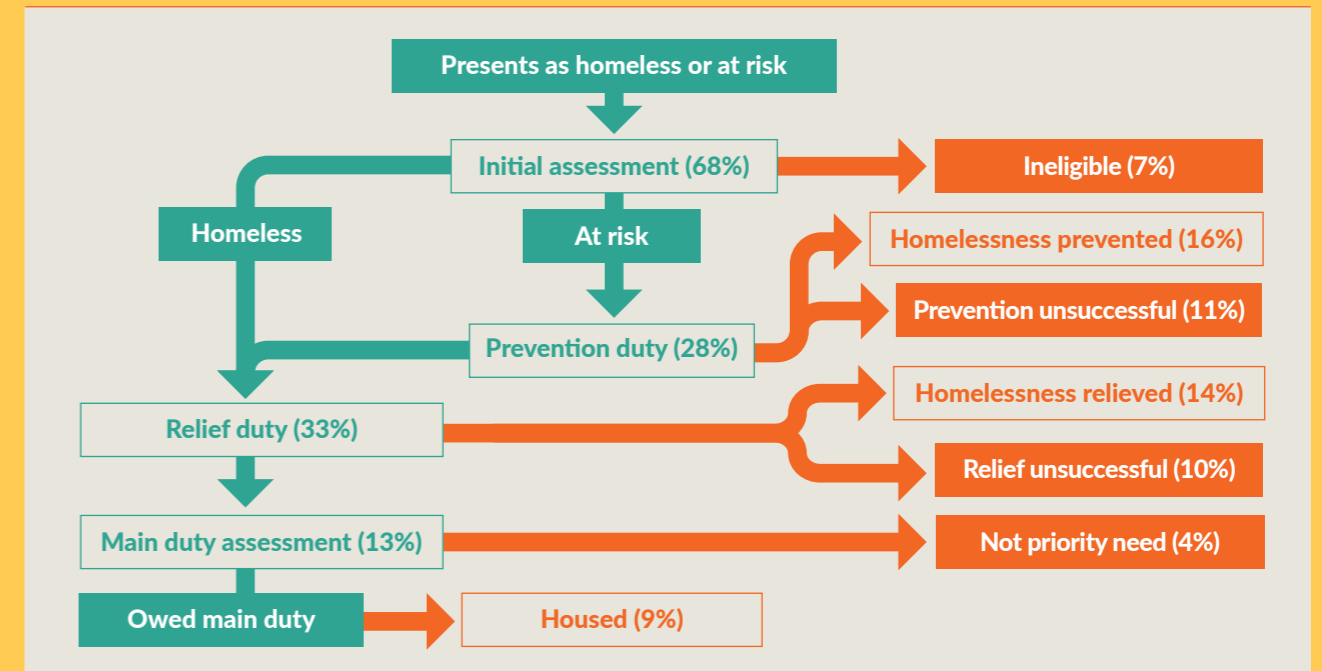 Presents as homeless or at risk
Initial assessment (68%)
Ineligible (7%)
Homeless
At risk
Homelessness prevented (16%)
Prevention unsuccessful (11%)
Prevention duty (28%)
Homelessness relieved (14%)
Relief duty (33%)
Relief unsuccessful (10%)
Main duty assessment (13%)
Not priority need (4%)
Owed main duty
Housed (9%)